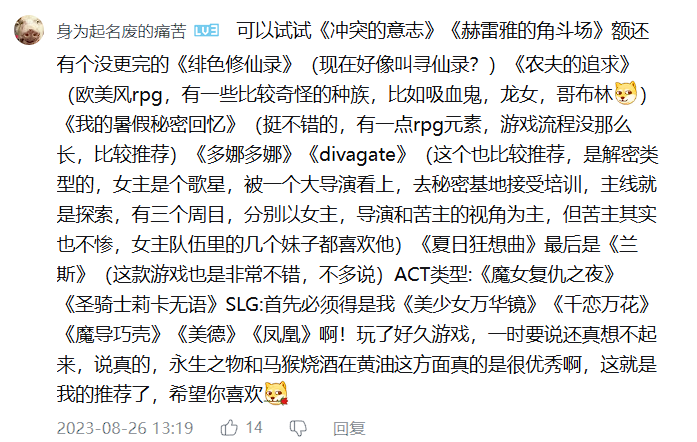 身为起名废的痛苦 LV3 可以试试《冲突的意志》《赫雷雅的角斗场》额还
有个没更完的《绯色修仙录》（现在好像叫寻仙录？）《农夫的追求》
（欧美风rpg，有一些比较奇怪的种族，比如吸血鬼，龙女，哥布林）
《我的暑假秘密回忆》（挺不错的，有一点rpg元素，游戏流程没那么
长，比较推荐）《多娜多娜》《divagate》（这个也比较推荐，是解密类
型的，女主是个歌星，被一个大导演看上，去秘密基地接受培训，主线就
是探索，有三个周目，分别以女主，导演和苦主的视角为主，但苦主其实
也不惨，女主队伍里的几个妹子都喜欢他）《夏日狂想曲》最后是《兰
斯》（这款游戏也是非常不错，不多说）ACT类型:《魔女复仇之夜》
《圣骑士莉卡无语》SLG:首先必须得是我《美少女万华镜》《千恋万花》
《魔导巧壳》《美德》《凤凰》啊！玩了好久游戏，一时要说还真想不起
来，说真的，永生之物和马猴烧酒在黄油这方面真的是很优秀啊，这就是
我的推荐了，希望你喜欢
2023-08-26 13:19 14 回复